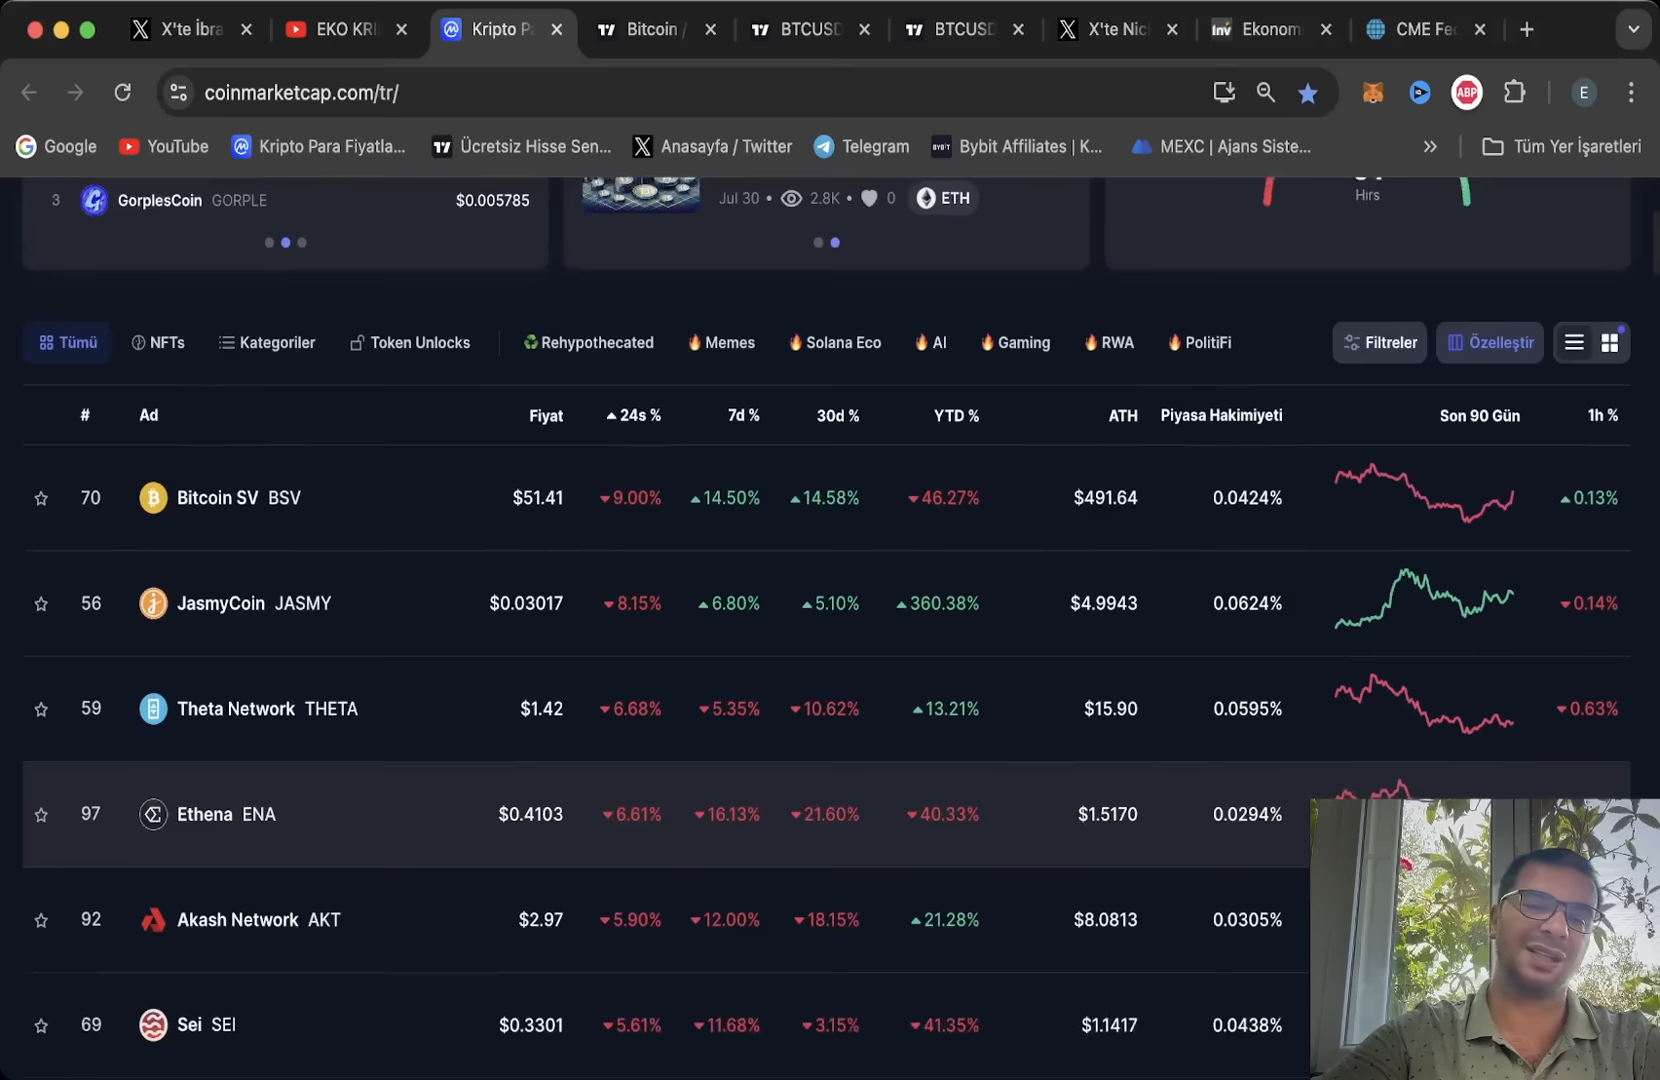 X'te İbra
EKO KRİ
Kripto P
Bitcoin /
BTCUSD
BTCUSD
X'te Nic
Inv Ekonomi
CME Fed
coinmarketcap.com/tr/
ABP
E
Google
YouTube
Kripto Para Fiyatla...
Ücretsiz Hisse Sen...
Anasayfa / Twitter
Telegram
BYBIT Bybit Affiliates | K...
MEXC | Ajans Siste...
Tüm Yer İşaretleri
3 GorplesCoin GORPLE $0.005785
Jul 30 • 2.8K • 0 ETH
Hırs
Tümü NFTs Kategoriler Token Unlocks Rehypothecated Memes Solana Eco AI Gaming RWA PolitiFi Filtreler Özelleştir
# Ad Fiyat 24s % 7d % 30d % YTD % ATH Piyasa Hakimiyeti Son 90 Gün 1h %
70 Bitcoin SV BSV $51.41 9.00% 14.50% 14.58% 46.27% $491.64 0.0424% 0.13%
56 JasmyCoin JASMY $0.03017 8.15% 6.80% 5.10% 360.38% $4.9943 0.0624% 0.14%
59 Theta Network THETA $1.42 6.68% 5.35% 10.62% 13.21% $15.90 0.0595% 0.63%
97 Ethena ENA $0.4103 6.61% 16.13% 21.60% 40.33% $1.5170 0.0294%
92 Akash Network AKT $2.97 5.90% 12.00% 18.15% 21.28% $8.0813 0.0305%
69 Sei SEI $0.3301 5.61% 11.68% 3.15% 41.35% $1.1417 0.0438%